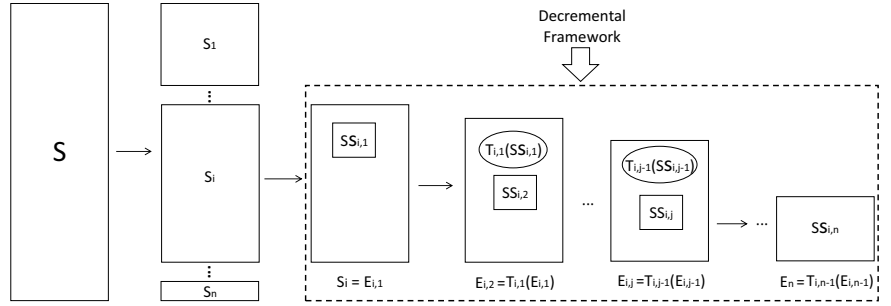 Decremental
Framework
S
S1
⋮
Si
⋮
Sn
SSi,1
Ti,1(SSi,1)
SSi,2
...
Ti,j-1(SSi,j-1)
SSi,j
...
SSi,n
Si = Ei,1
Ei,2 =Ti,1(Ei,1)
Ei,j=Ti,j-1(Ei,j-1)
En=Ti,n-1(Ei,n-1)